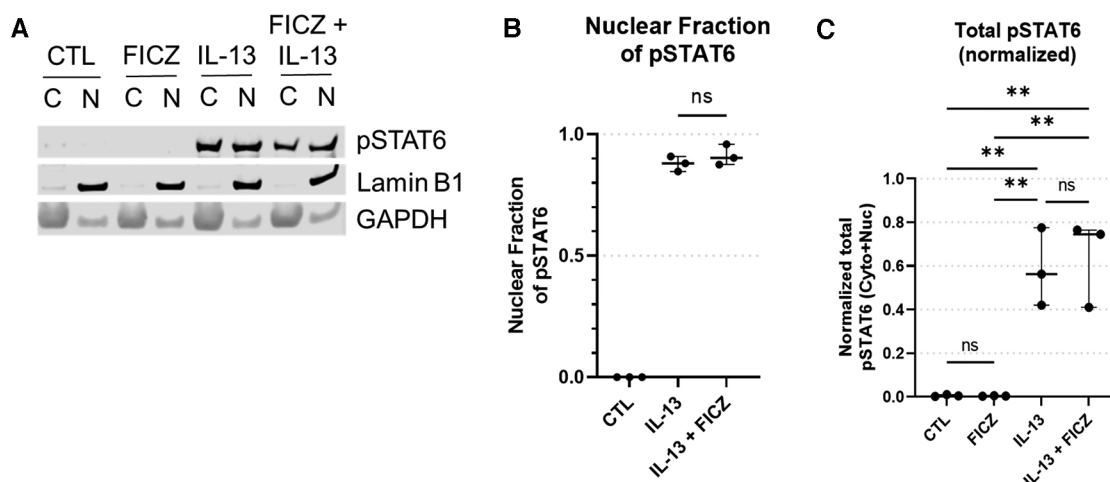 A
CTL FICZ IL-13 FICZ +
IL-13
C N C N C N C N
pSTAT6
Lamin B1
GAPDH
B
Nuclear Fraction
of pSTAT6
ns
1.0
0.5
0.0
Nuclear Fraction
of pSTAT6
CTL
IL-13
IL-13 + FICZ
C
Total pSTAT6
(normalized)
**
**
**
**
ns
ns
1.0
0.8
0.6
0.4
0.2
0.0
Normalized total
pSTAT6 (Cyto+Nuc)
CTL
FICZ
IL-13
IL-13 + FICZ